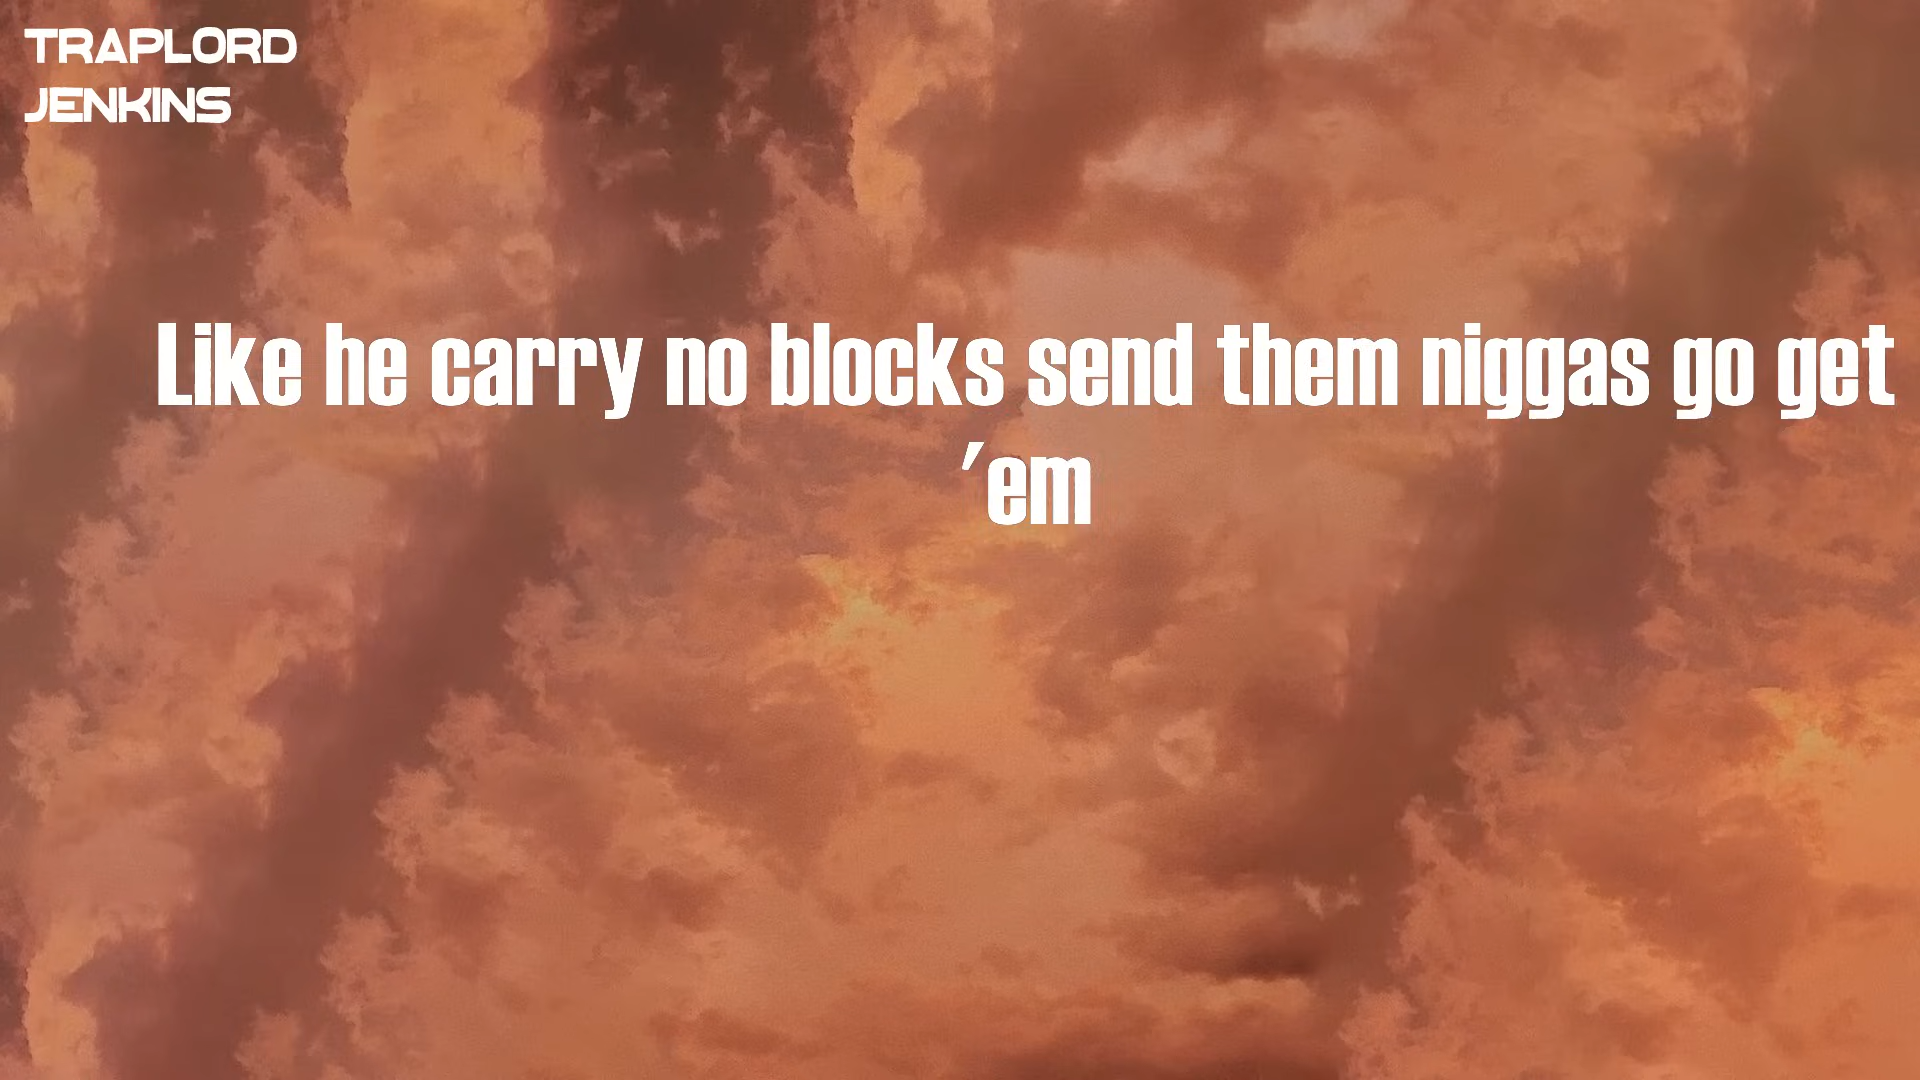 TRAPLORD
JENKINS
Like he carry no blocks send them niggas go get
'em